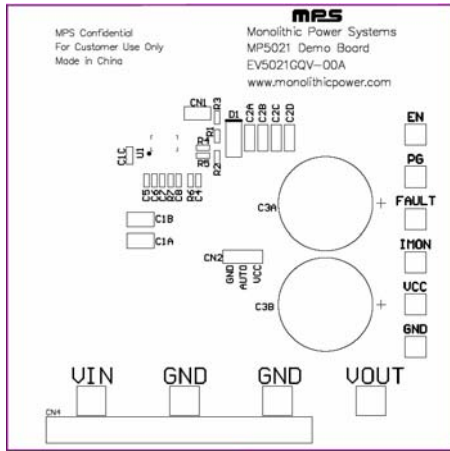 MPS
MPS Confidential
For Customer Use Only
Made in China
Monolithic Power Systems
MP5021 Demo Board
EV5021GQV-00A
www.monolithicpower.com
CN1
R3
D1
C2A
C2B
C2C
C2D
R1
U1
C1C
R2
C5
C6
C7
R7
C8
R6
C4
C1B
C1A
CN2
GND
AUTO
VCC
C3A
C3B
EN
PG
FAULT
IMON
VCC
GND
VIN
GND
GND
VOUT
CN4